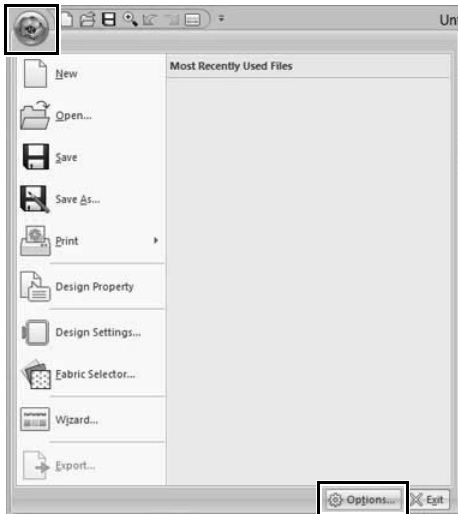 Un
New
Most Recently Used Files
Open...
Save
Save As...
Print
Design Property
Design Settings...
Fabric Selector...
Wizard...
Export...
Options...
Exit